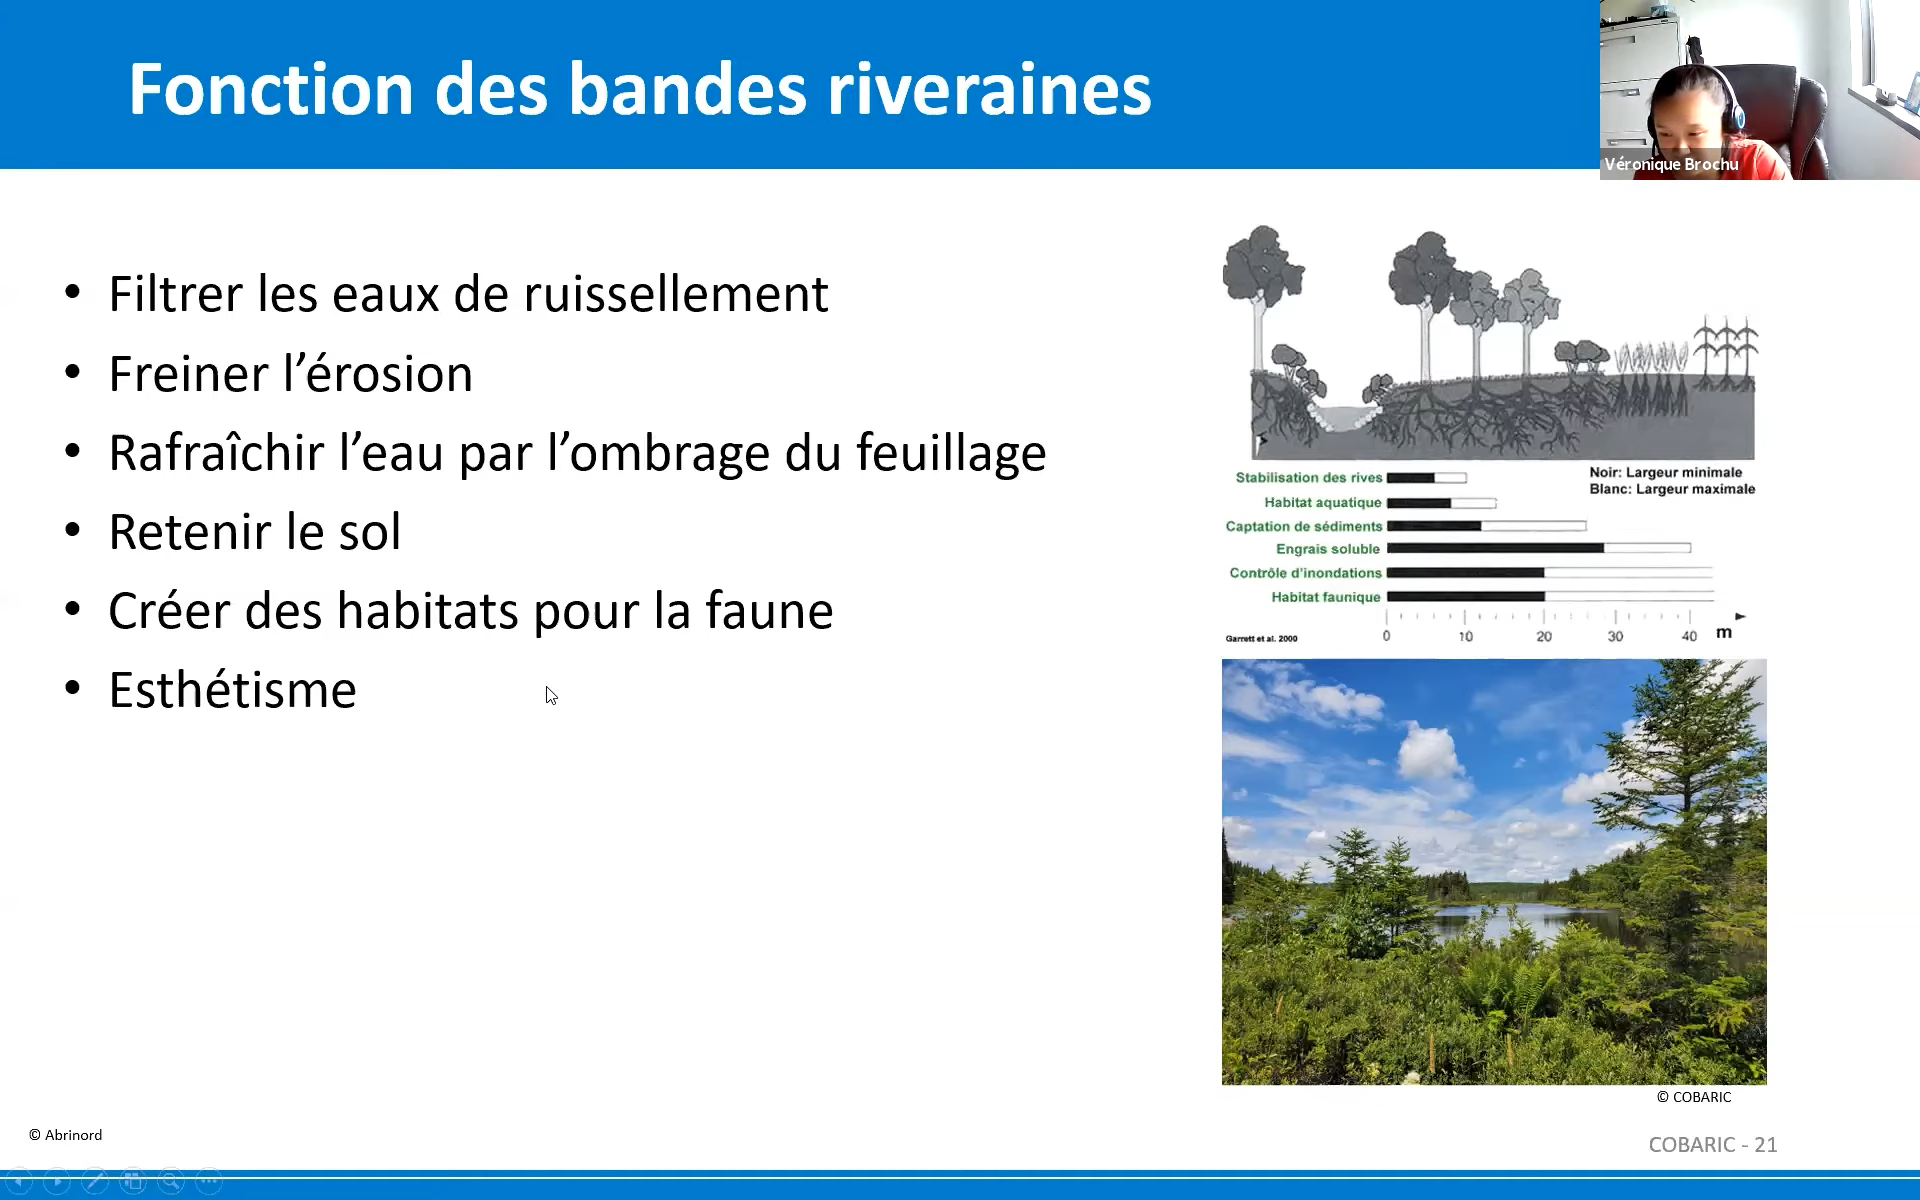 Fonction des bandes riveraines
Véronique Brochu
• Filtrer les eaux de ruissellement
• Freiner l’érosion
• Rafraîchir l’eau par l’ombrage du feuillage
• Retenir le sol
• Créer des habitats pour la faune
• Esthétisme
Noir: Largeur minimale
Blanc: Largeur maximale
Stabilisation des rives
Habitat aquatique
Captation de sédiments
Engrais soluble
Contrôle d’inondations
Habitat faunique
0 10 20 30 40 m
Garrett et al. 2000
© COBARIC
© Abrinord
COBARIC - 21